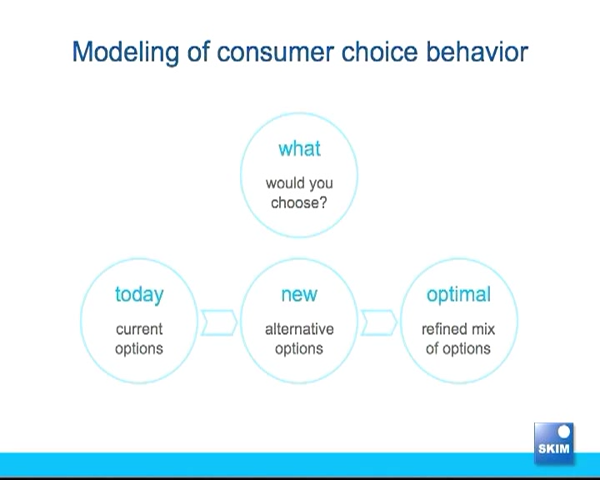 Modeling of consumer choice behavior
what
would you
choose?
today
current
options
new
alternative
options
optimal
refined mix
of options
SKIM